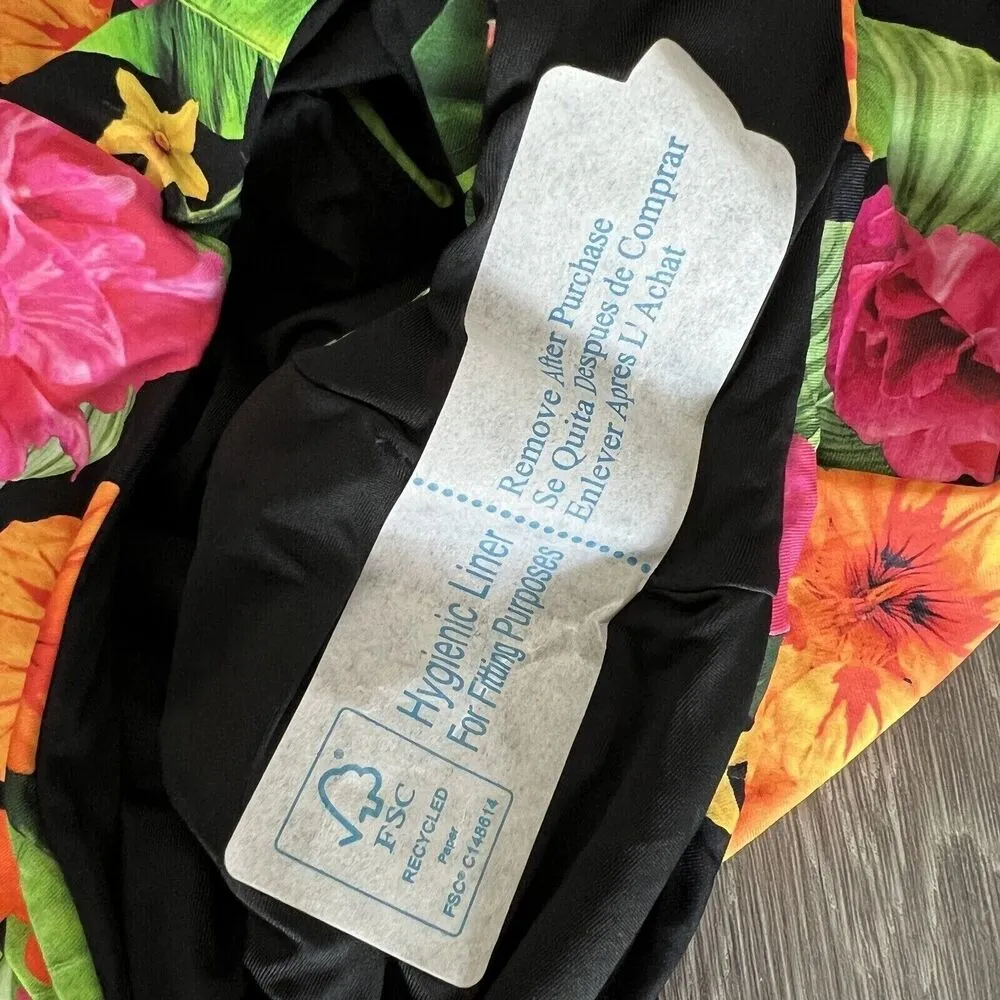 Remove After Purchase
Se Quita Despues de Comprar
Enlever Apres L' Achat
Hygienic Liner
For Fitting Purposes
®
FSC
RECYCLED
Paper
FSC® C148614